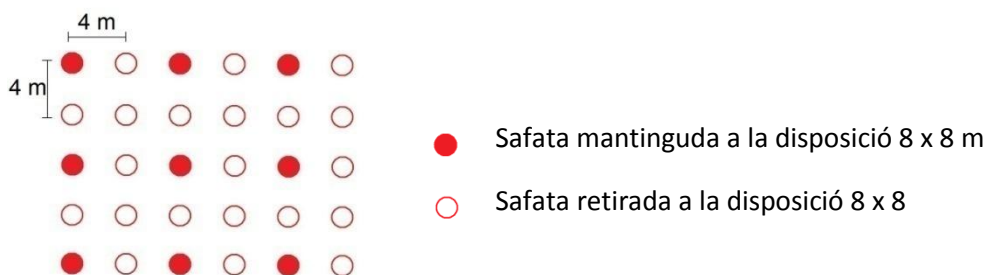 4 m
4 m
Safata mantinguda a la disposició 8 x 8 m
Safata retirada a la disposició 8 x 8